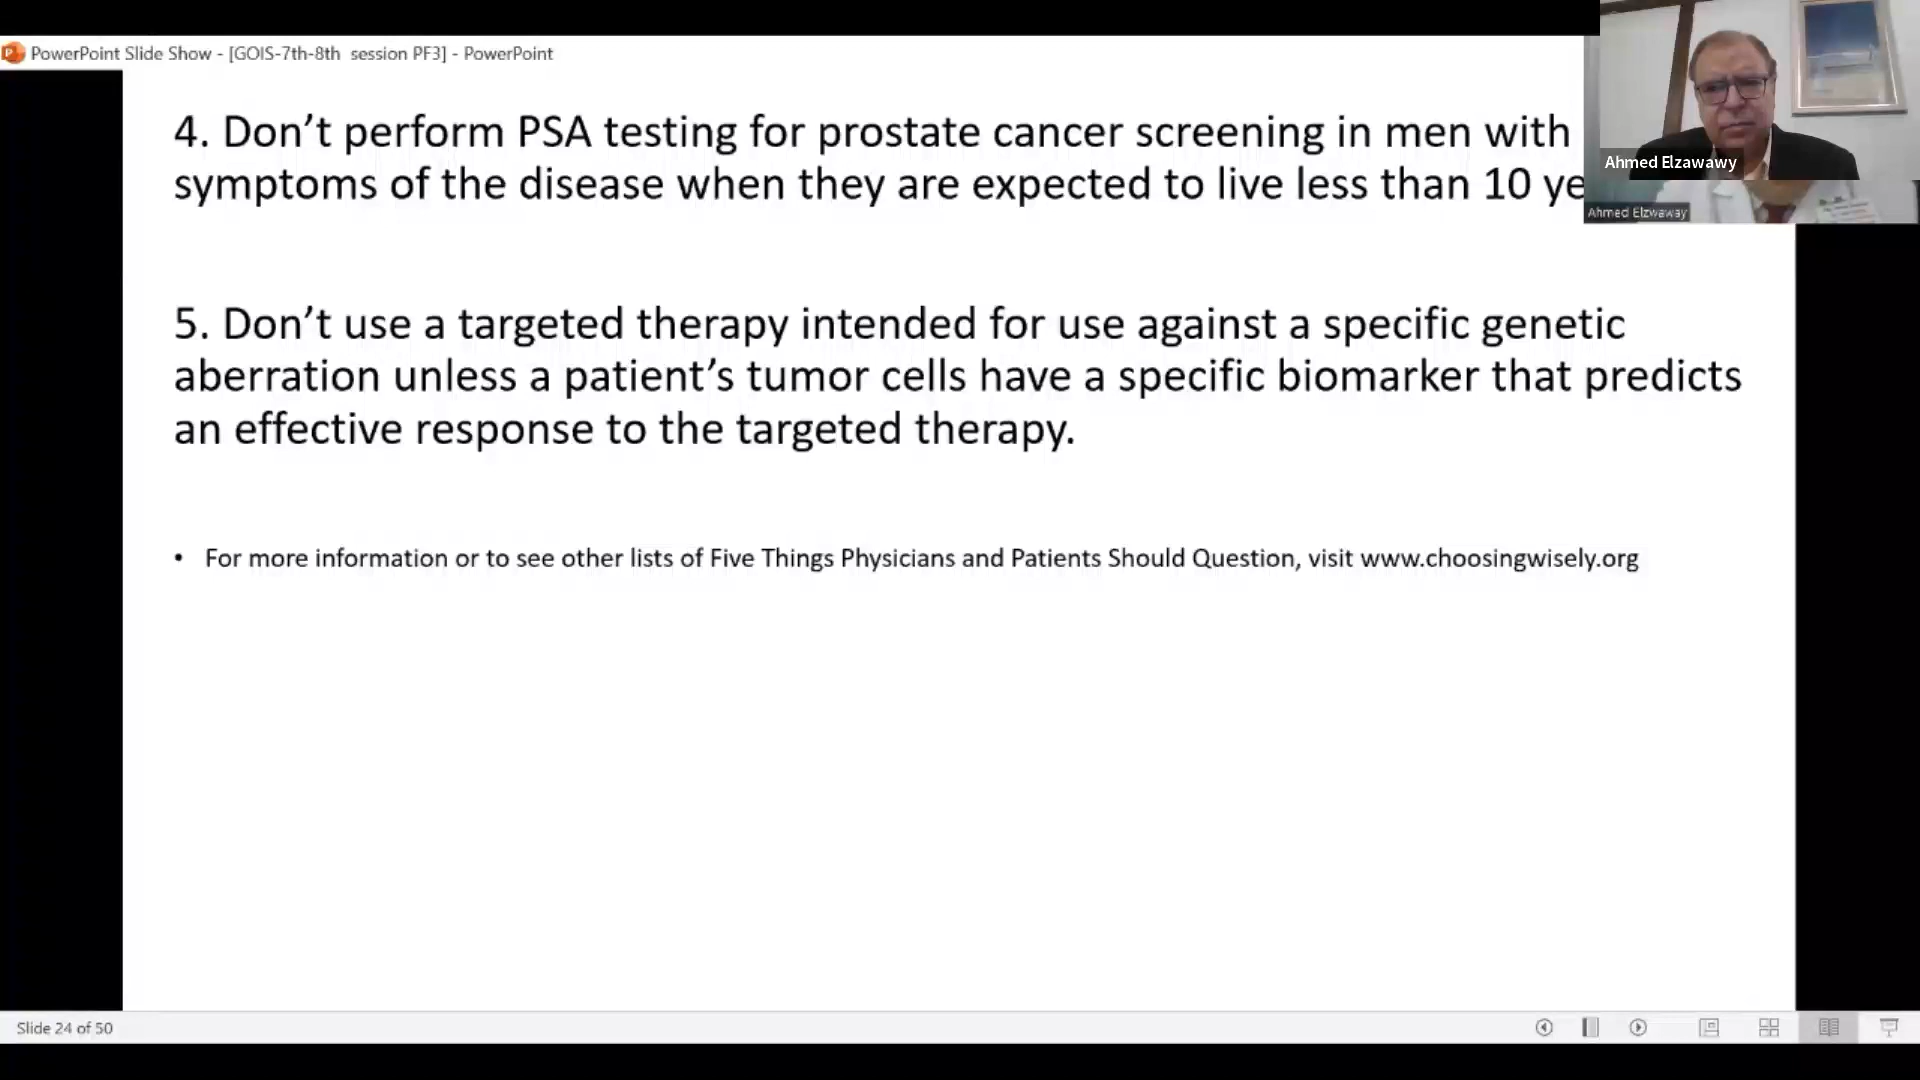 PowerPoint Slide Show - [GOIS-7th-8th session PF3] - PowerPoint
4. Don’t perform PSA testing for prostate cancer screening in men with
symptoms of the disease when they are expected to live less than 10 ye
Ahmed Elzawawy
Ahmed Elzwaway
5. Don’t use a targeted therapy intended for use against a specific genetic
aberration unless a patient’s tumor cells have a specific biomarker that predicts
an effective response to the targeted therapy.
• For more information or to see other lists of Five Things Physicians and Patients Should Question, visit www.choosingwisely.org
Slide 24 of 50